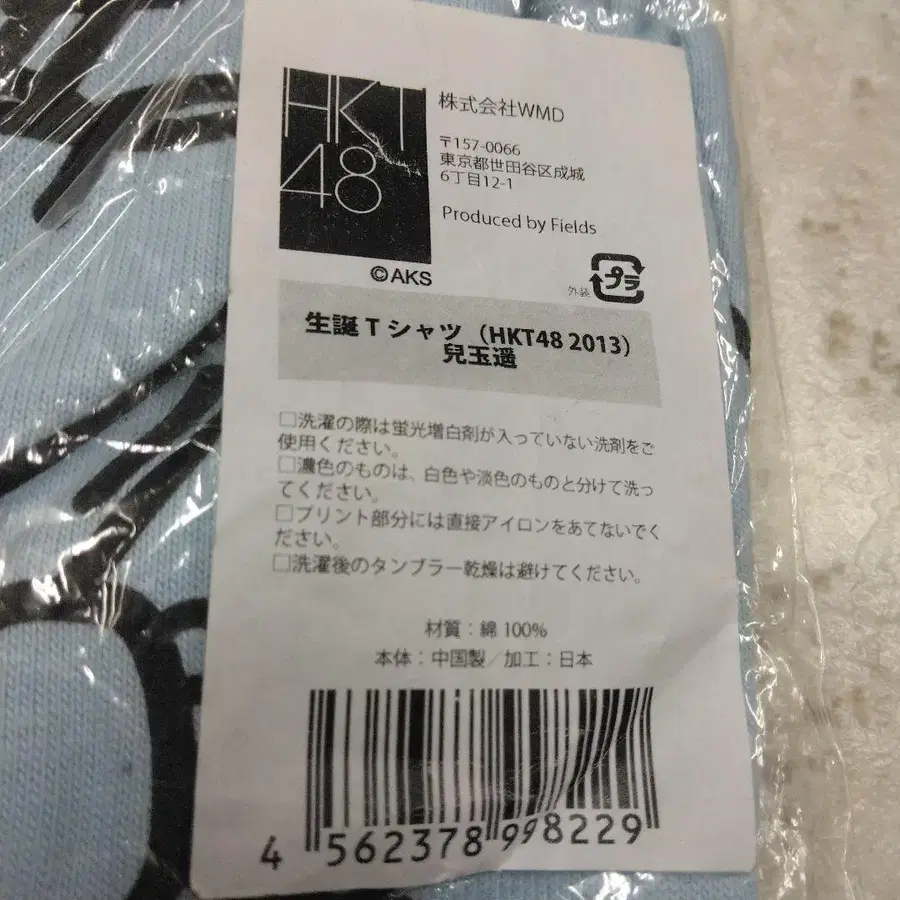 HKT
48
株式会社WMD
〒157-0066
東京都世田谷区成城
6丁目12-1
Produced by Fields
©AKS
外装
プラ
生誕Tシャツ（HKT48 2013）
兒玉遥
□洗濯の際は蛍光増白剤が入っていない洗剤をご
使用ください。
□濃色のものは、白色や淡色のものと分けて洗っ
てください。
□プリント部分には直接アイロンをあてないでく
ださい。
□洗濯後のタンブラー乾燥は避けてください。
材質：綿100%
本体：中国製／加工：日本
4 562378 998229